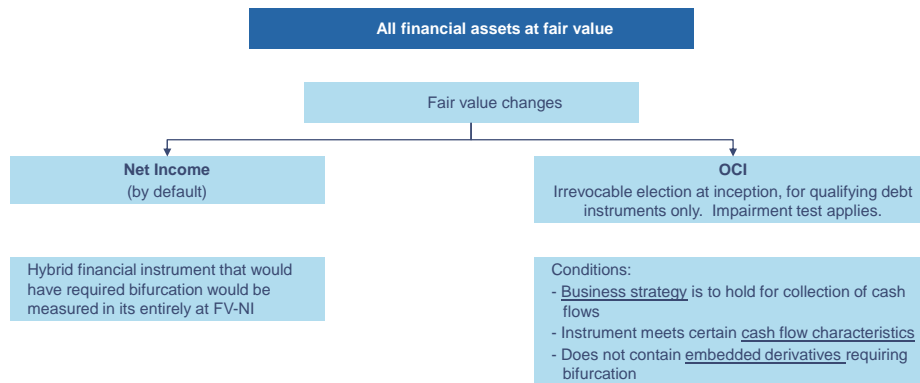 All financial assets at fair value
Fair value changes
Net Income
(by default)
OCI
Irrevocable election at inception, for qualifying debt
instruments only.  Impairment test applies.
Hybrid financial instrument that would
have required bifurcation would be
measured in its entirely at FV-NI
Conditions:
- Business strategy is to hold for collection of cash
flows
- Instrument meets certain cash flow characteristics
- Does not contain embedded derivatives requiring
bifurcation